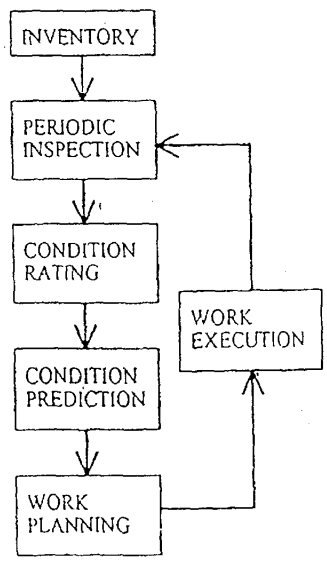 INVENTORY
PERIODIC
INSPECTION
CONDITION
RATING
CONDITION
PREDICTION
WORK
PLANNING
WORK
EXECUTION